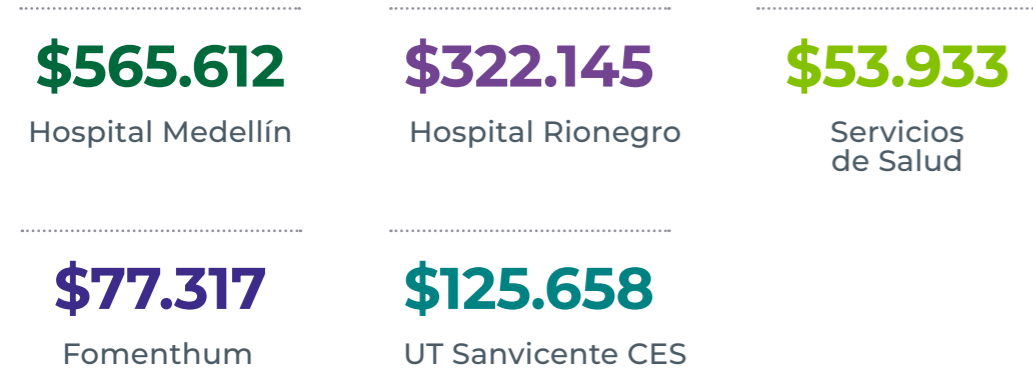 $565.612
Hospital Medellín
$322.145
Hospital Rionegro
$53.933
Servicios
de Salud
$77.317
Fomenthum
$125.658
UT Sanvicente CES